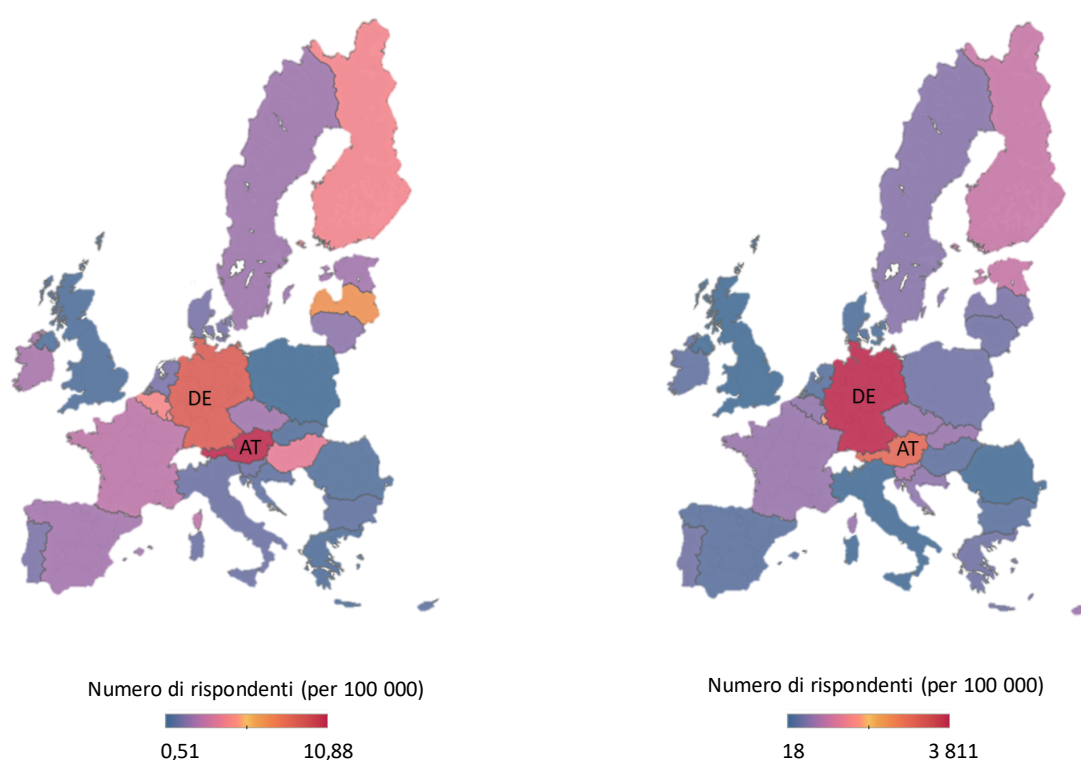 DE
AT
DE
AT
Numero di rispondenti (per 100 000)
0,51 10,88
Numero di rispondenti (per 100 000)
18 3 811